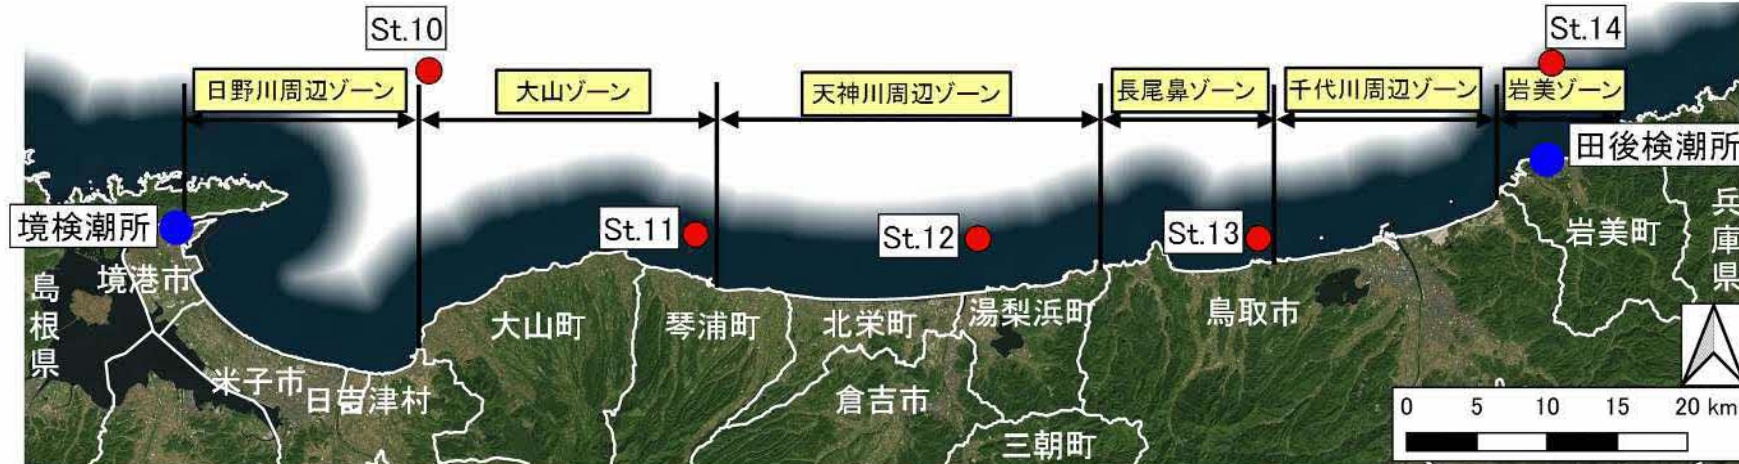 St.10
St.14
日野川周辺ゾーン
大山ゾーン
天神川周辺ゾーン
長尾鼻ゾーン
千代川周辺ゾーン
岩美ゾーン
田後検潮所
境検潮所
St.11
St.12
St.13
島根県
境港市
大山町
琴浦町
北栄町
湯梨浜町
鳥取市
岩美町
兵庫県
米子市
日吉津村
倉吉市
三朝町
0 5 10 15 20 km